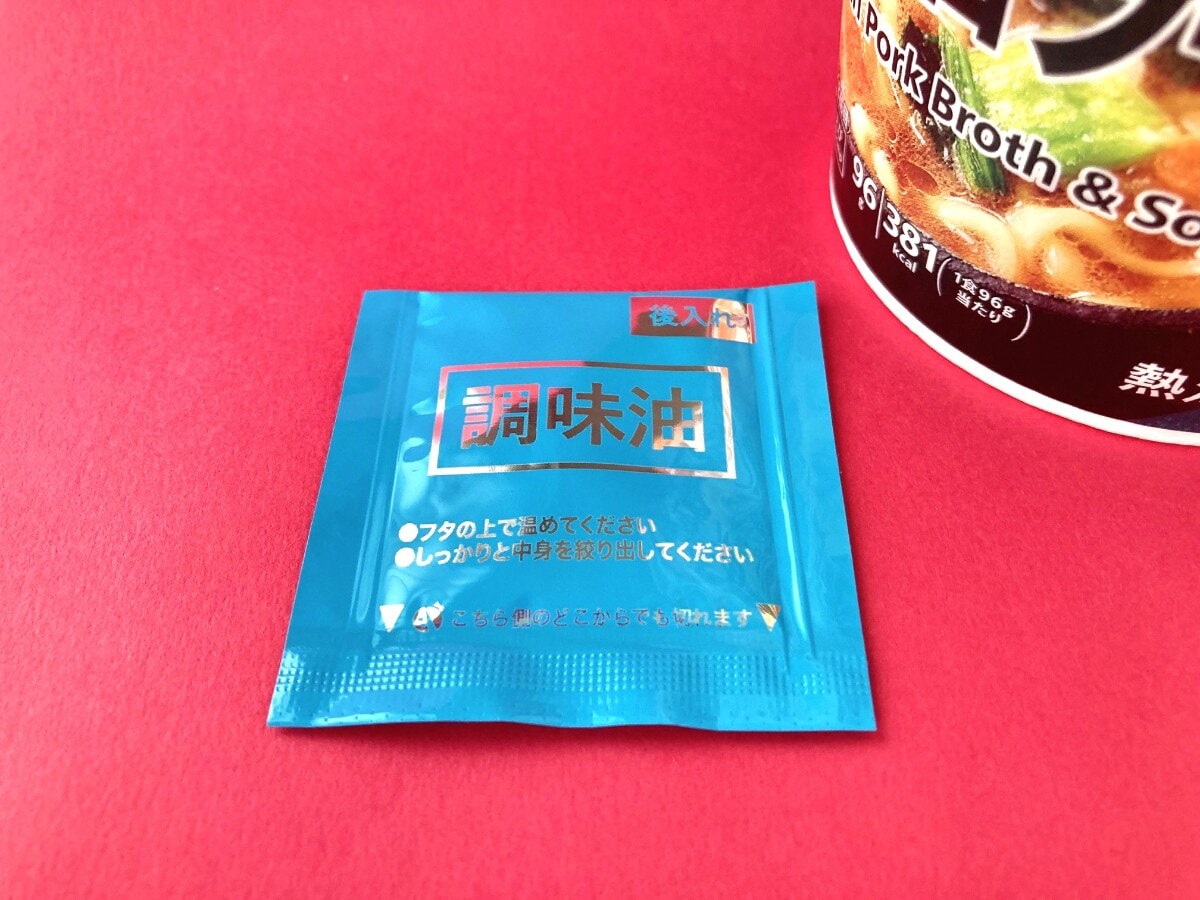 後入れ
調味油
●フタの上で温めてください
●しっかりと中身を絞り出してください
こちら側のどこからでも切れます
Pork Broth & So
96g
381kcal
(1食96g
当たり)
熱